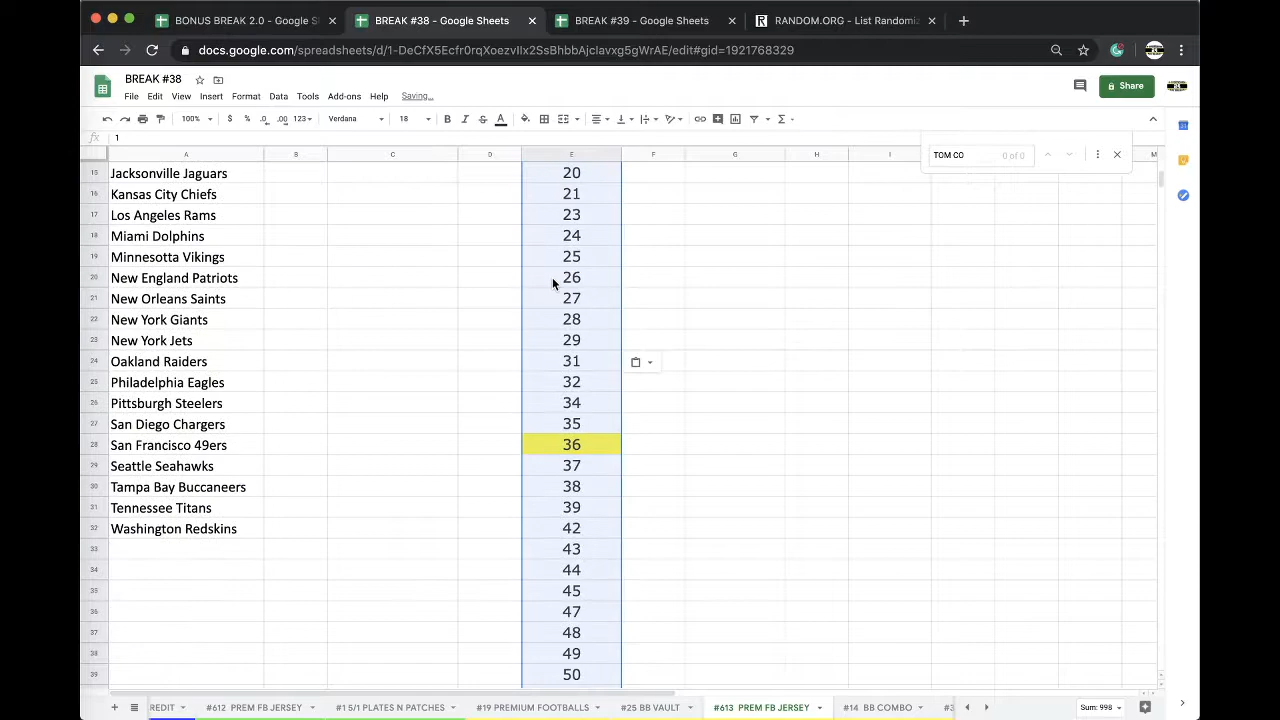 BONUS BREAK 2.0 - Google S
BREAK #38 - Google Sheets
BREAK #39 - Google Sheets
RANDOM.ORG - List Randomiz
docs.google.com/spreadsheets/d/1-DeCfX5Ecfr0rqXoezvIlx2SsBhbbAjclavxg5gWrAE/edit#gid=1921768329
BREAK #38
File Edit View Insert Format Data Tools Add-ons Help Saving...
Share
100% $ % .0 .00 123 Verdana 18 B I S A
fx 1
TOM CO 0 of 0
A B C D E F G H I M
15 Jacksonville Jaguars 20
16 Kansas City Chiefs 21
17 Los Angeles Rams 23
18 Miami Dolphins 24
19 Minnesotta Vikings 25
20 New England Patriots 26
21 New Orleans Saints 27
22 New York Giants 28
23 New York Jets 29
24 Oakland Raiders 31
25 Philadelphia Eagles 32
26 Pittsburgh Steelers 34
27 San Diego Chargers 35
28 San Francisco 49ers 36
29 Seattle Seahawks 37
30 Tampa Bay Buccaneers 38
31 Tennessee Titans 39
32 Washington Redskins 42
33 43
34 44
35 45
36 47
37 48
38 49
39 50
REDIT #612 PREM FB JERSEY #1 5/1 PLATES N PATCHES #19 PREMIUM FOOTBALLS #25 BB VAULT #613 PREM FB JERSEY #14 BB COMBO #3 Sum: 998